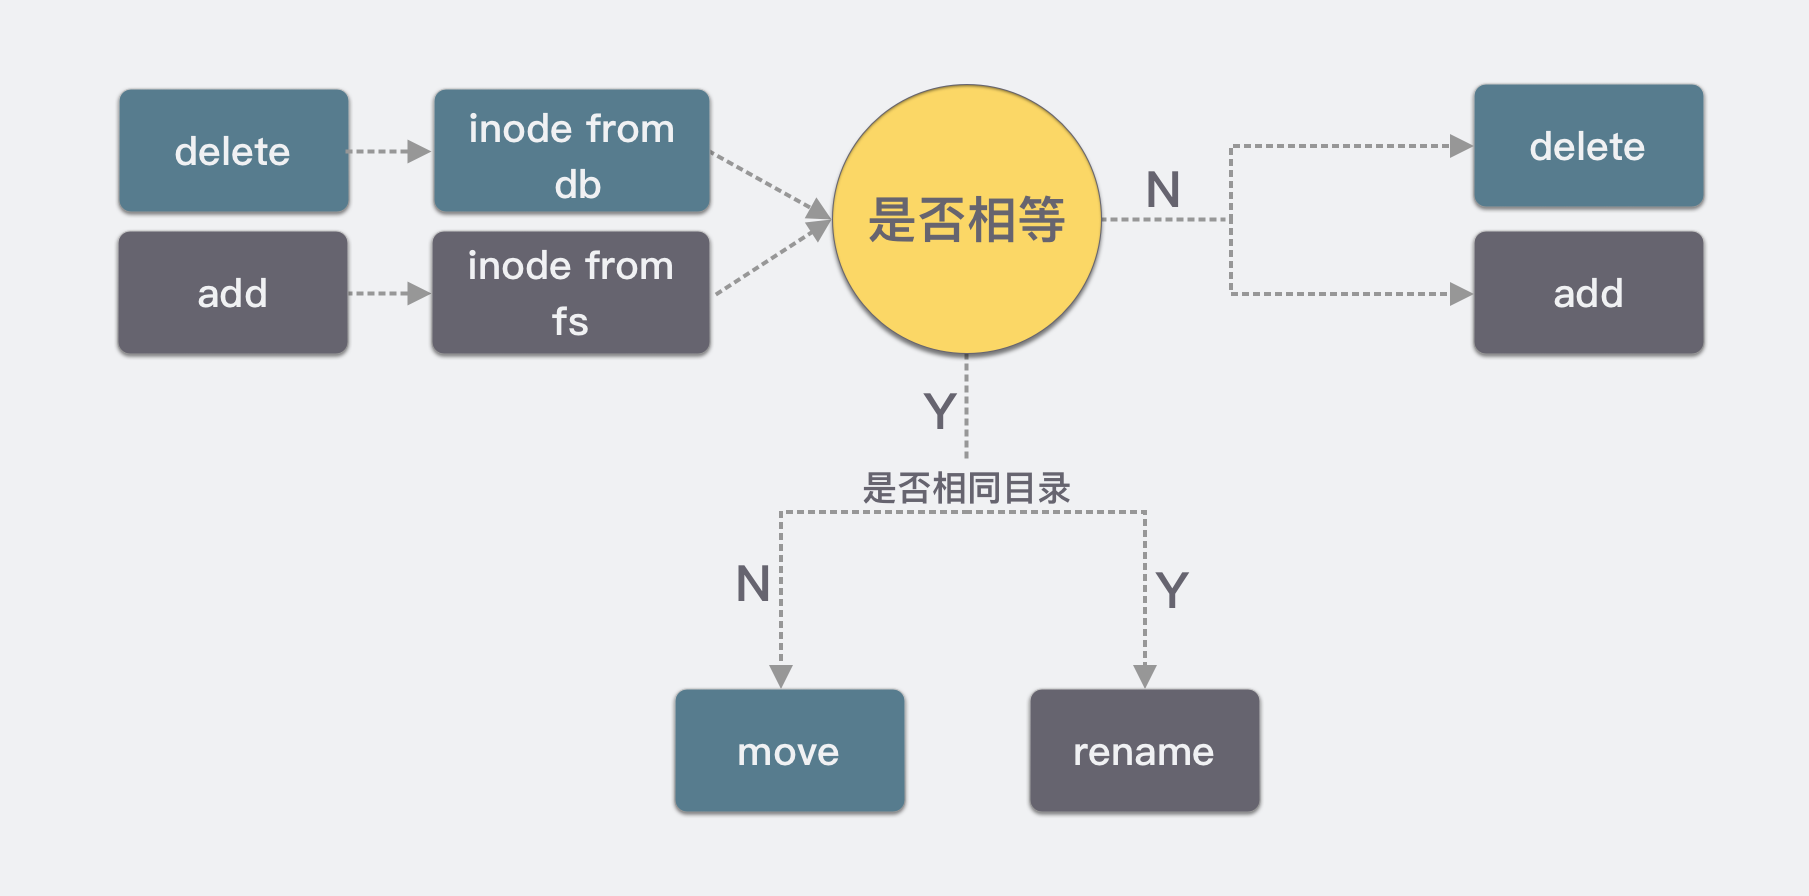 delete
inode from
db
add
inode from
fs
是否相等
N
delete
add
Y
是否相同目录
N
Y
move
rename